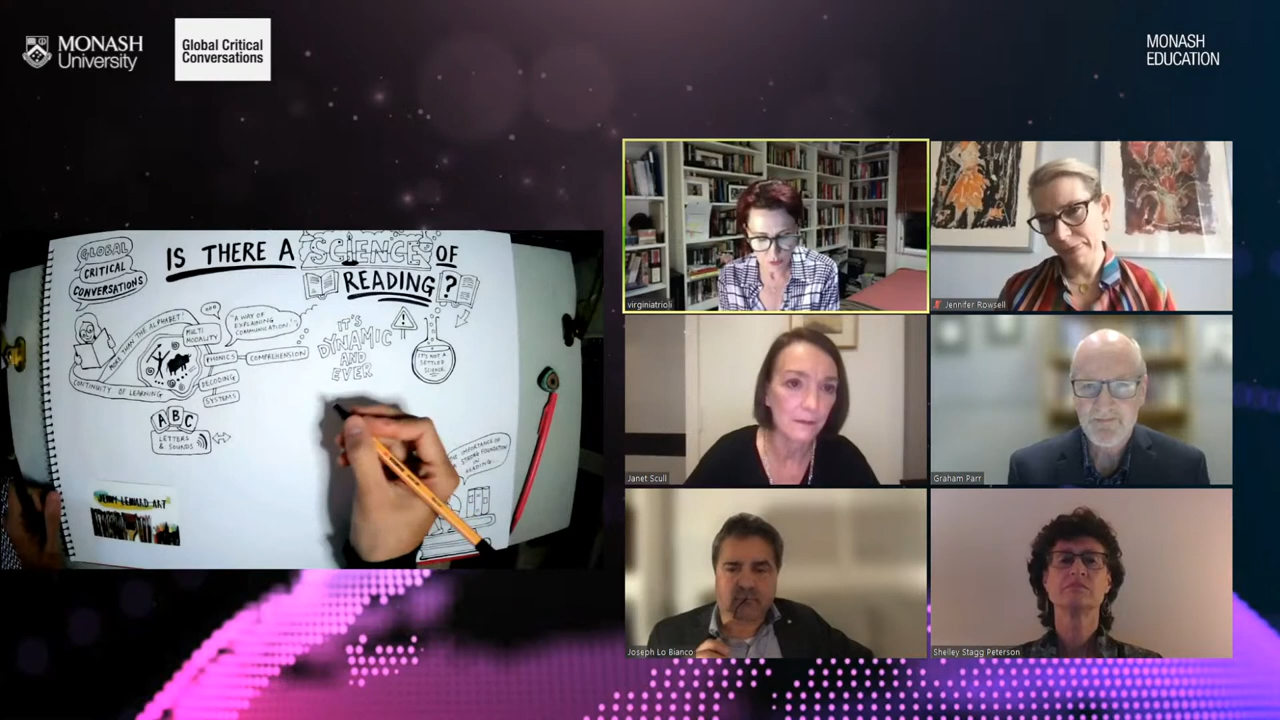 MONASH
University
Global Critical
Conversations
MONASH
EDUCATION
GLOBAL
CRITICAL
CONVERSATIONS
IS THERE A SCIENCE OF
READING?
MORE THAN THE ALPHABET!
CONTINUITY OF LEARNING
MULTI
MODALITY
"A WAY OF
EXPLAINING
COMMUNICATION."
PHONICS
COMPREHENSION
DECODING
SYSTEMS
IT'S
DYNAMIC
AND
EVER
IT'S NOT A
SETTLED
SCIENCE
ABC
LETTERS
& SOUNDS
IMPORTANCE OF
STRONG FOUNDATION
IN
READING
ART
virginiatrioli
Jennifer Rowsell
Janet Scull
Graham Parr
Joseph Lo Bianco
Shelley Stagg Peterson